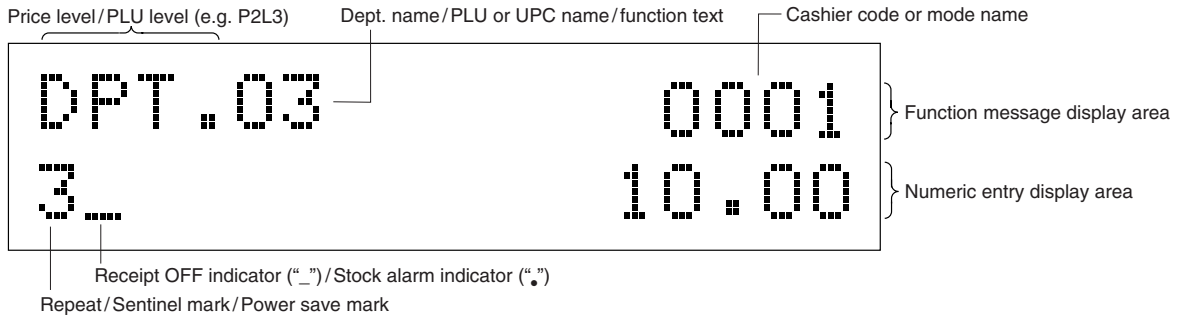 Price level/PLU level (e.g. P2L3)
Dept. name/PLU or UPC name/function text
Cashier code or mode name
DPT.03 0001
Function message display area
3_ 10.00
Numeric entry display area
Receipt OFF indicator (“_”)/Stock alarm indicator (“.”)
Repeat/Sentinel mark/Power save mark